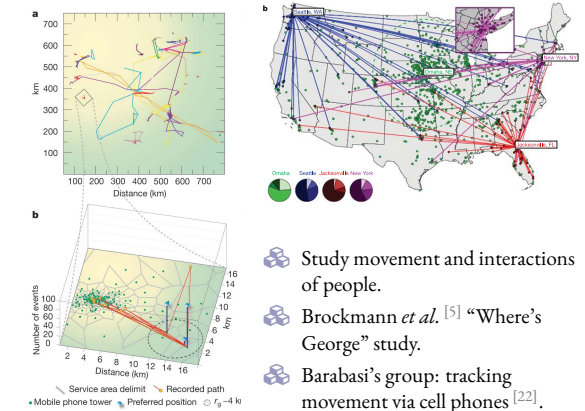 a
700
600
500
400
300
200
100
km
100 200 300 400 500 600 700
Distance (km)
b
Seattle, WA
Omaha, NE
New York, NY
Jacksonville, FL
Omaha Seattle Jacksonville New York
b
100
80
60
40
20
0
Number of events
2 4 6 8 10 12 14 16
Distance (km)
16
14
12
10
8
6
4
2
km
Service area delimit Recorded path
Mobile phone tower Preferred position rg~4 k
Study movement and interactions
of people.
Brockmann et al. [5] “Where’s
George” study.
Barabasi’s group: tracking
movement via cell phones [22].